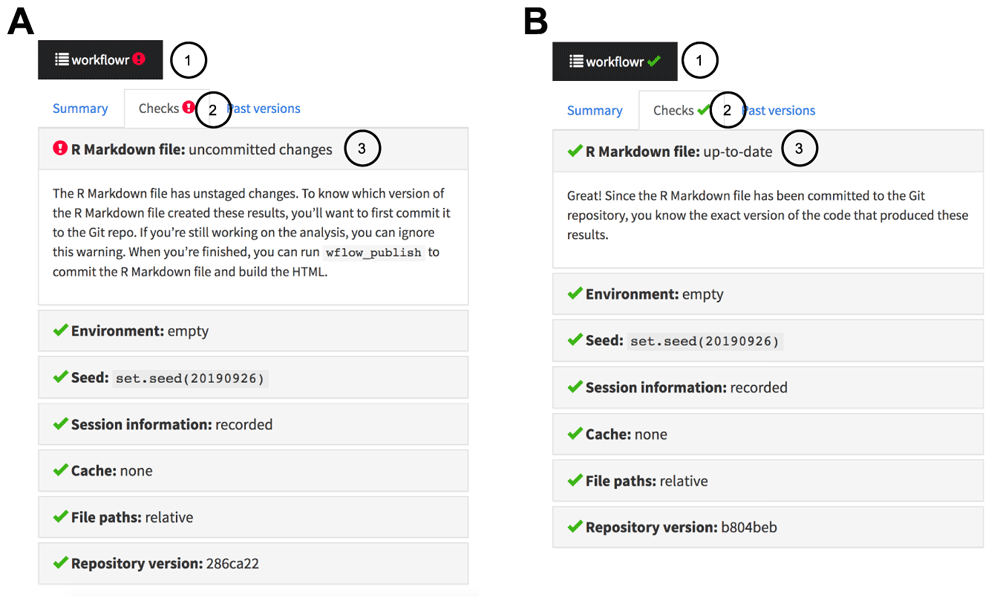 A
workflowr
1
Summary
Checks
2
Past versions
R Markdown file: uncommitted changes
3
The R Markdown file has unstaged changes. To know which version of
the R Markdown file created these results, you’ll want to first commit it
to the Git repo. If you’re still working on the analysis, you can ignore
this warning. When you’re finished, you can run wflow_publish to
commit the R Markdown file and build the HTML.
Environment: empty
Seed: set.seed(20190926)
Session information: recorded
Cache: none
File paths: relative
Repository version: 286ca22
B
workflowr
1
Summary
Checks
2
Past versions
R Markdown file: up-to-date
3
Great! Since the R Markdown file has been committed to the Git
repository, you know the exact version of the code that produced these
results.
Environment: empty
Seed: set.seed(20190926)
Session information: recorded
Cache: none
File paths: relative
Repository version: b804beb